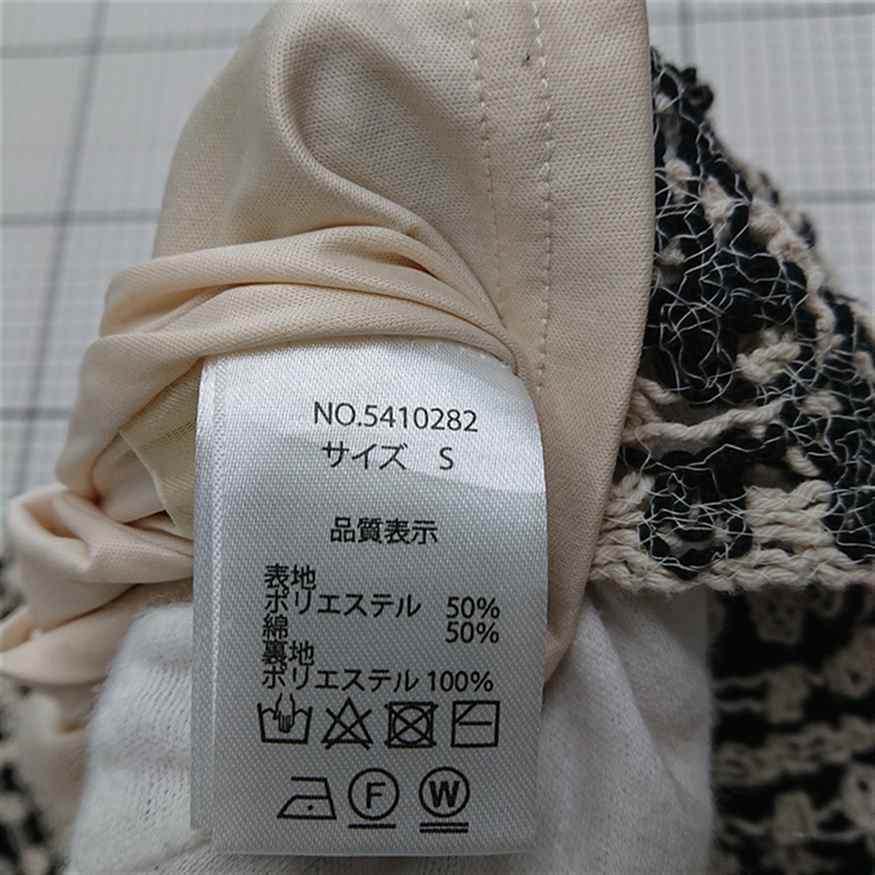 NO.5410282
サイズ S
品質表示
表地
ポリエステル 50%
綿 50%
裏地
ポリエステル 100%
F W